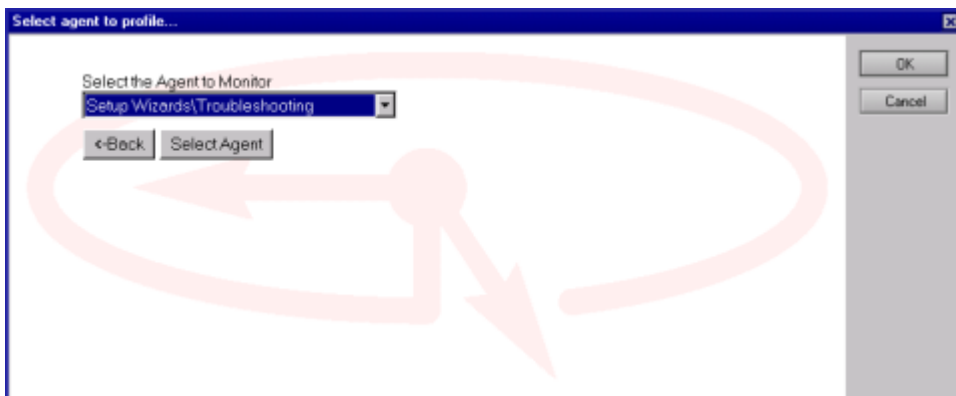 Select agent to profile...
OK
Select the Agent to Monitor
Setup Wizards\Troubleshooting
Cancel
<-Back Select Agent